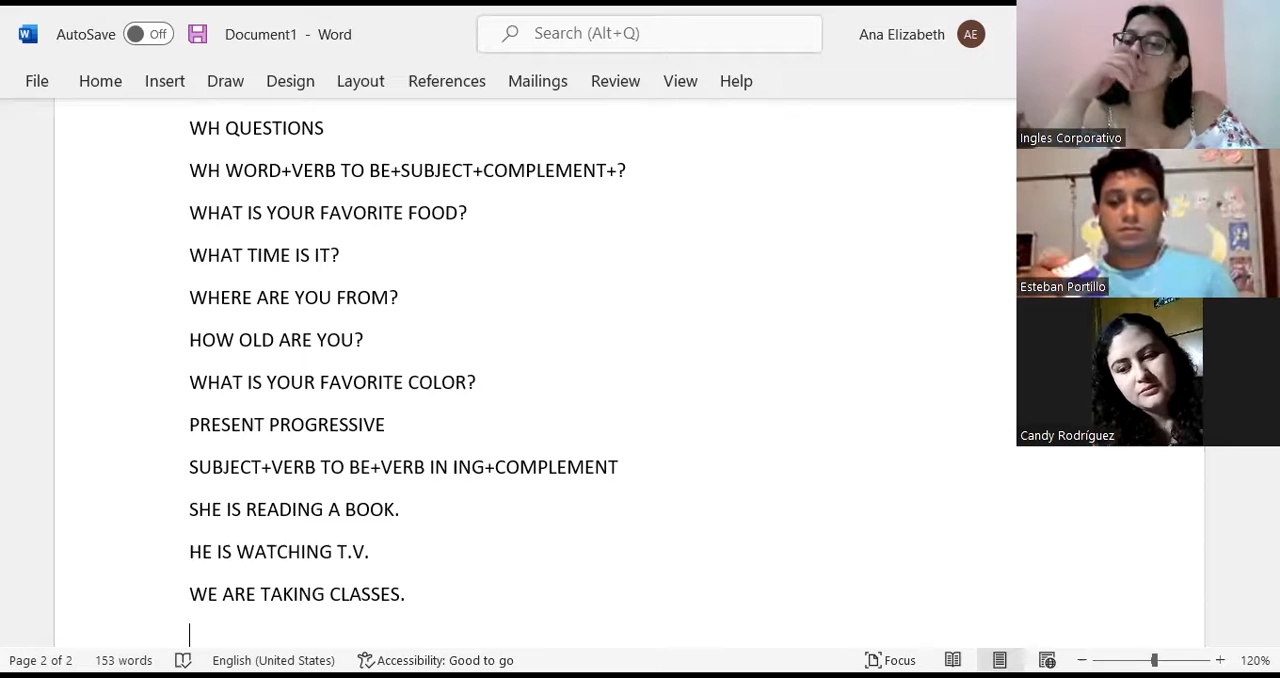 AutoSave Off Document1 - Word Search (Alt+Q) Ana Elizabeth AE
File Home Insert Draw Design Layout References Mailings Review View Help
WH QUESTIONS
WH WORD+VERB TO BE+SUBJECT+COMPLEMENT+?
WHAT IS YOUR FAVORITE FOOD?
WHAT TIME IS IT?
WHERE ARE YOU FROM?
HOW OLD ARE YOU?
WHAT IS YOUR FAVORITE COLOR?
PRESENT PROGRESSIVE
SUBJECT+VERB TO BE+VERB IN ING+COMPLEMENT
SHE IS READING A BOOK.
HE IS WATCHING T.V.
WE ARE TAKING CLASSES.
Page 2 of 2 153 words English (United States) Accessibility: Good to go Focus 120%
Ingles Corporativo
Esteban Portillo
Candy Rodríguez